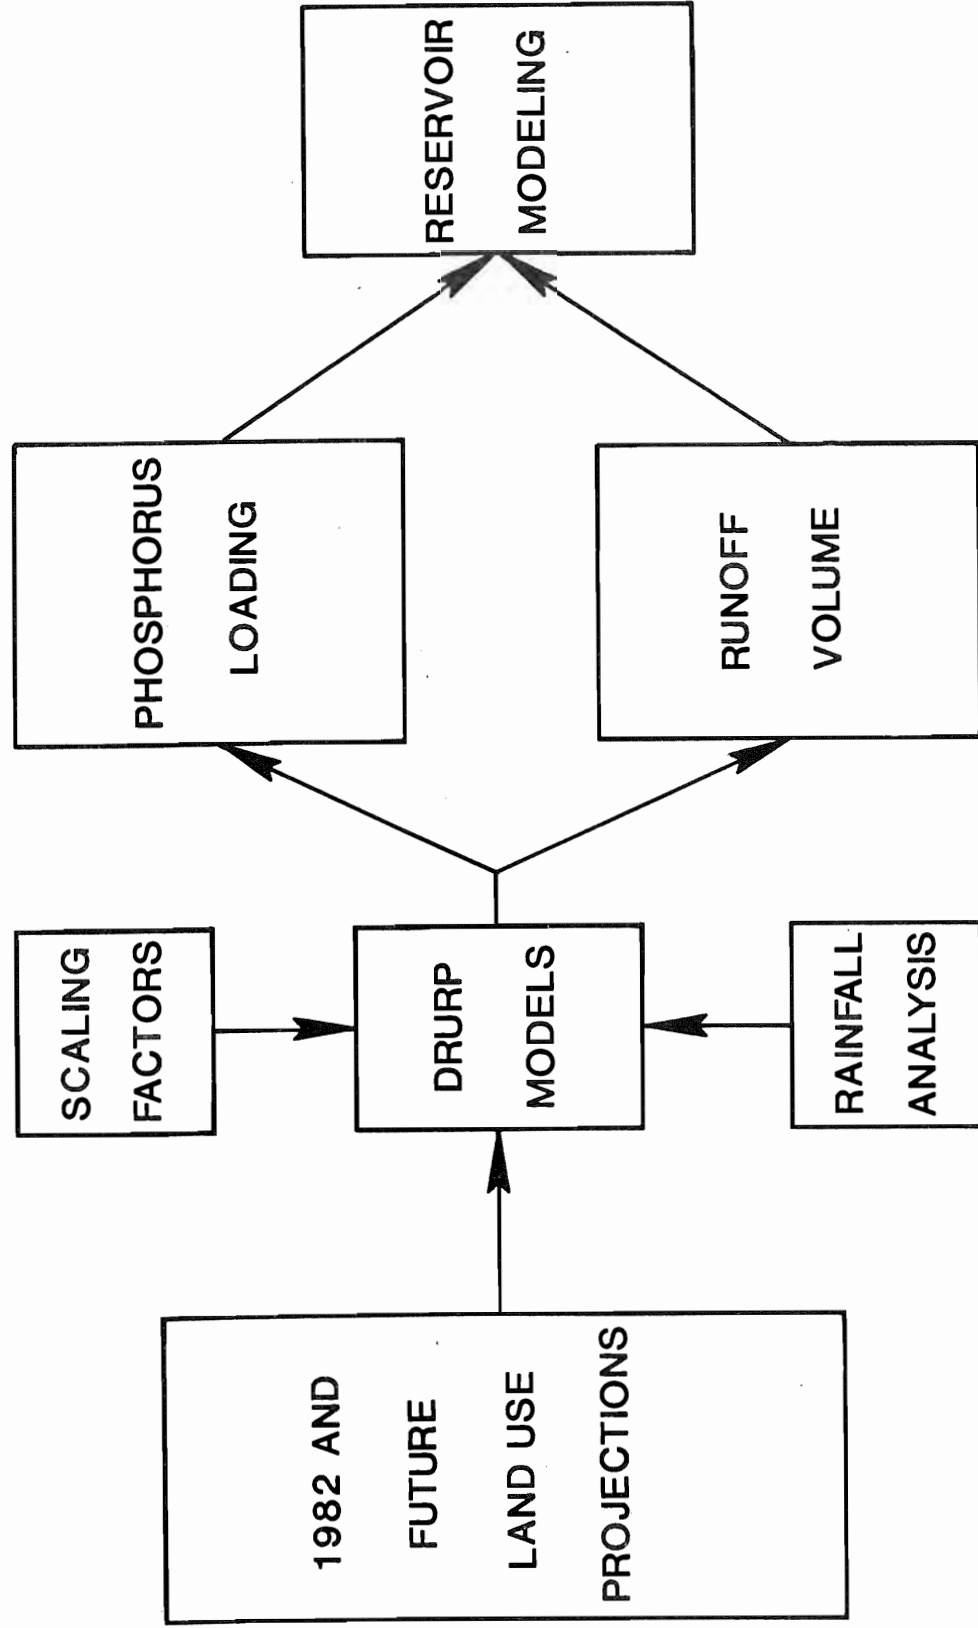 1982 AND
FUTURE
LAND USE
PROJECTIONS
SCALING
FACTORS
DRURP
MODELS
RAINFALL
ANALYSIS
PHOSPHORUS
LOADING
RUNOFF
VOLUME
RESERVOIR
MODELING